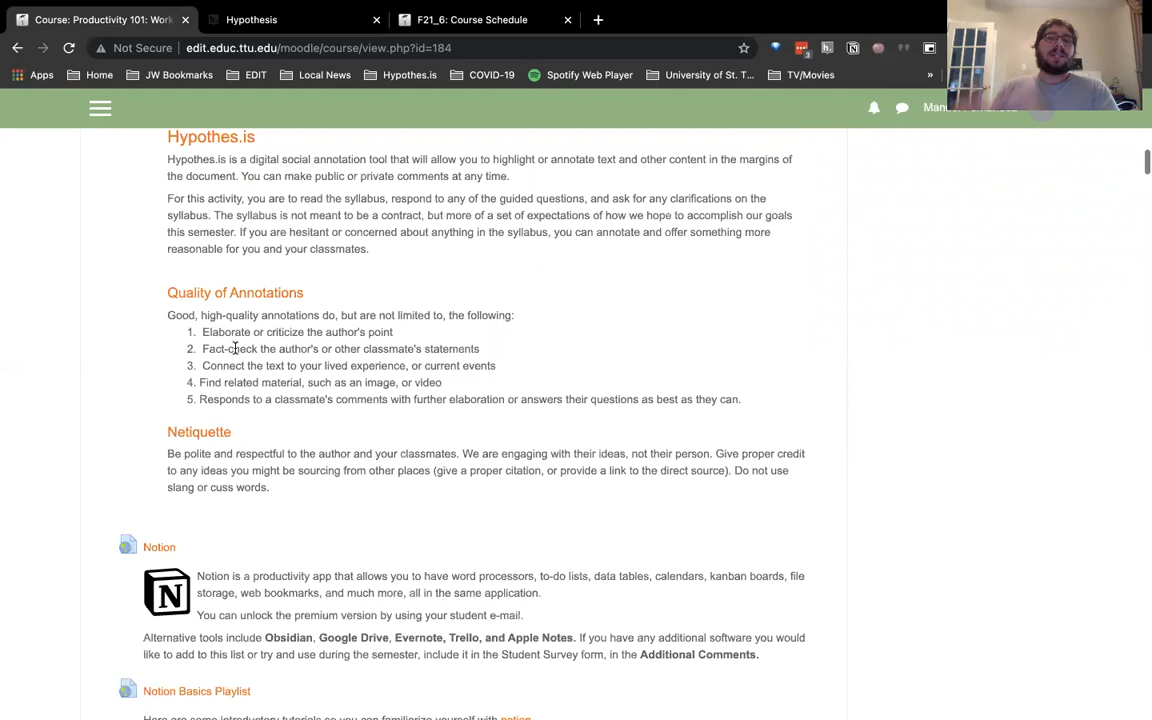 Course: Productivity 101: Work
Hypothesis
F21_6: Course Schedule
Not Secure edit.educ.ttu.edu/moodle/course/view.php?id=184
3
Apps Home JW Bookmarks EDIT Local News Hypothes.is COVID-19 Spotify Web Player University of St. T... TV/Movies »
Hypothes.is
Hypothes.is is a digital social annotation tool that will allow you to highlight or annotate text and other content in the margins of
the document. You can make public or private comments at any time.
For this activity, you are to read the syllabus, respond to any of the guided questions, and ask for any clarifications on the
syllabus. The syllabus is not meant to be a contract, but more of a set of expectations of how we hope to accomplish our goals
this semester. If you are hesitant or concerned about anything in the syllabus, you can annotate and offer something more
reasonable for you and your classmates.
Quality of Annotations
Good, high-quality annotations do, but are not limited to, the following:
1. Elaborate or criticize the author's point
2. Fact-check the author's or other classmate's statements
3. Connect the text to your lived experience, or current events
4. Find related material, such as an image, or video
5. Responds to a classmate's comments with further elaboration or answers their questions as best as they can.
Netiquette
Be polite and respectful to the author and your classmates. We are engaging with their ideas, not their person. Give proper credit
to any ideas you might be sourcing from other places (give a proper citation, or provide a link to the direct source). Do not use
slang or cuss words.
Notion
Notion is a productivity app that allows you to have word processors, to-do lists, data tables, calendars, kanban boards, file
storage, web bookmarks, and much more, all in the same application.
You can unlock the premium version by using your student e-mail.
Alternative tools include Obsidian, Google Drive, Evernote, Trello, and Apple Notes. If you have any additional software you would
like to add to this list or try and use during the semester, include it in the Student Survey form, in the Additional Comments.
Notion Basics Playlist
Here are some introductory tutorials so you can familiarize yourself with notion